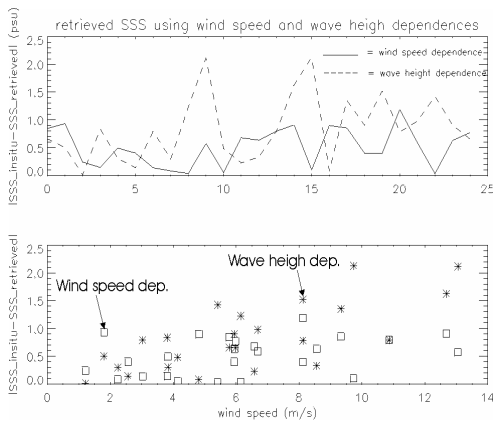 retrieved SSS using wind speed and wave heigh dependences
|SSS_insitu-SSS_retrieved| (psu)
2.5
2.0
1.5
1.0
0.5
0.0
= wind speed dependence
= wave height dependence
0 5 10 15 20 25
|SSS_insitu-SSS_retrieved|
2.5
2.0
1.5
1.0
0.5
0.0
Wind speed dep.
Wave heigh dep.
0 2 4 6 8 10 12 14
wind speed (m/s)